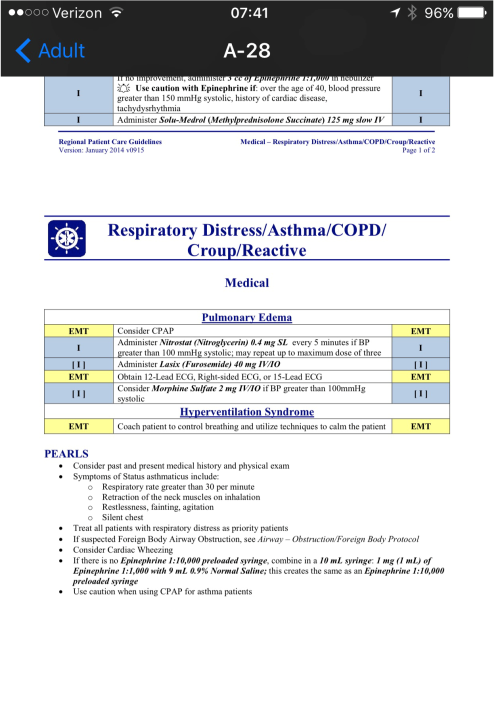 Verizon 07:41 96%
Adult A-28
If no improvement, administer 3 cc of Epinephrine 1:1,000 in nebulizer
I Use caution with Epinephrine if: over the age of 40, blood pressure I
greater than 150 mmHg systolic, history of cardiac disease,
tachydysrhythmia
I Administer Solu-Medrol (Methylprednisolone Succinate) 125 mg slow IV I
Regional Patient Care Guidelines Medical – Respiratory Distress/Asthma/COPD/Croup/Reactive
Version: January 2014 v0915 Page 1 of 2
Respiratory Distress/Asthma/COPD/
Croup/Reactive
Medical
Pulmonary Edema
EMT Consider CPAP EMT
I Administer Nitrostat (Nitroglycerin) 0.4 mg SL every 5 minutes if BP I
greater than 100 mmHg systolic; may repeat up to maximum dose of three
[ I ] Administer Lasix (Furosemide) 40 mg IV/IO [ I ]
EMT Obtain 12-Lead ECG, Right-sided ECG, or 15-Lead ECG EMT
[ I ] Consider Morphine Sulfate 2 mg IV/IO if BP greater than 100mmHg [ I ]
systolic
Hyperventilation Syndrome
EMT Coach patient to control breathing and utilize techniques to calm the patient EMT
PEARLS
• Consider past and present medical history and physical exam
• Symptoms of Status asthmaticus include:
o Respiratory rate greater than 30 per minute
o Retraction of the neck muscles on inhalation
o Restlessness, fainting, agitation
o Silent chest
• Treat all patients with respiratory distress as priority patients
• If suspected Foreign Body Airway Obstruction, see Airway – Obstruction/Foreign Body Protocol
• Consider Cardiac Wheezing
• If there is no Epinephrine 1:10,000 preloaded syringe, combine in a 10 mL syringe: 1 mg (1 mL) of
Epinephrine 1:1,000 with 9 mL 0.9% Normal Saline; this creates the same as an Epinephrine 1:10,000
preloaded syringe
• Use caution when using CPAP for asthma patients